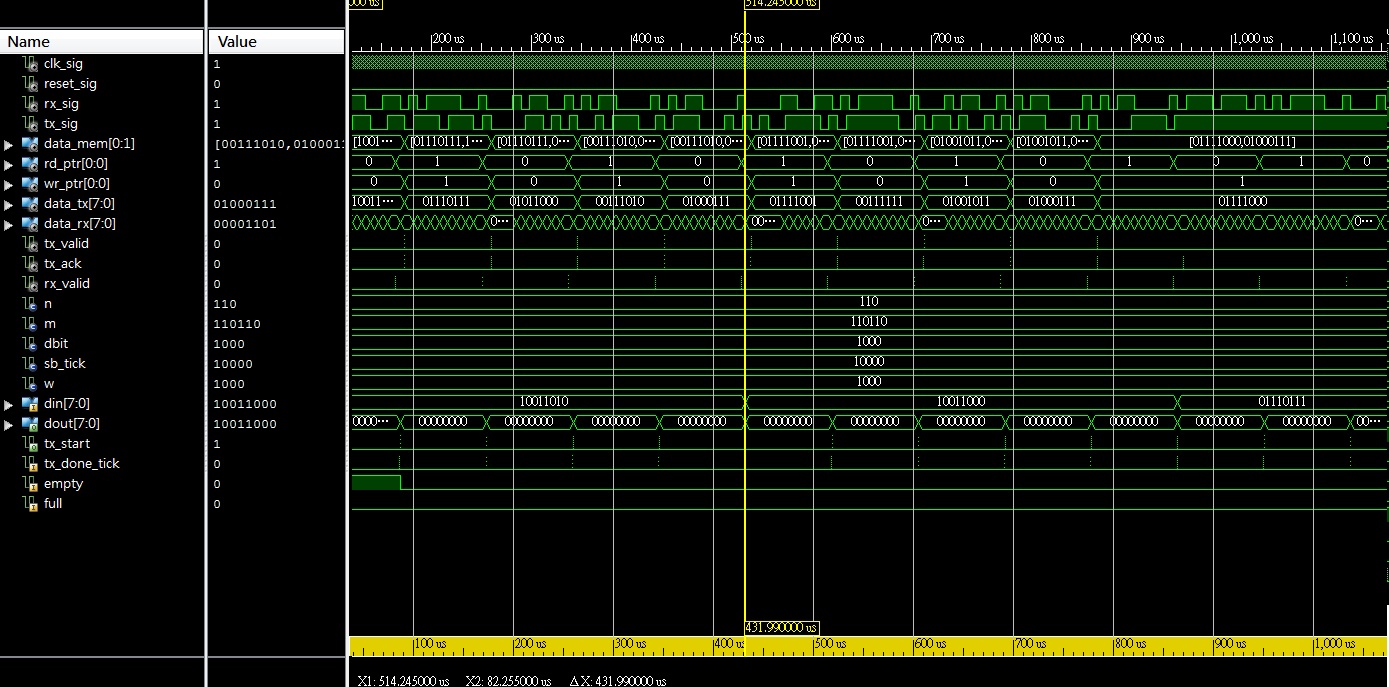 000 us 514.245000 us
Name Value
200 us 300 us 400 us 500 us 600 us 700 us 800 us 900 us 1,000 us 1,100 us
clk_sig 1
reset_sig 0
rx_sig 1
tx_sig 1
data_mem[0:1] [00111010,0100011 [1001··· [01110111,1··· [01110111,0··· [00111010,0··· [00111010,0··· [01111001,0··· [01111001,0··· [01001011,0··· [01001011,0··· [01111000,01000111]
rd_ptr[0:0] 1 0 1 0 1 0 1 0 1 0 1 0 1 0
wr_ptr[0:0] 0 0 1 0 1 0 1 0 1 0 1
data_tx[7:0] 01000111 10011··· 01110111 01011000 00111010 01000111 01111001 00111111 01001011 01000111 01111000
data_rx[7:0] 00001101 0··· 00··· 0··· 0···
tx_valid 0
tx_ack 0
rx_valid 0
n 110 110
m 110110 110110
dbit 1000 1000
sb_tick 10000 10000
w 1000 1000
din[7:0] 10011000 10011010 10011000 01110111
dout[7:0] 10011000 0000··· 00000000 00000000 00000000 00000000 00000000 00000000 00000000 00000000 00000000 00000000 00000000 00···
tx_start 1
tx_done_tick 0
empty 0
full 0
431.990000 us
100 us 200 us 300 us 400 us 500 us 600 us 700 us 800 us 900 us 1,000 us
X1: 514.245000 us X2: 82.255000 us ΔX: 431.990000 us